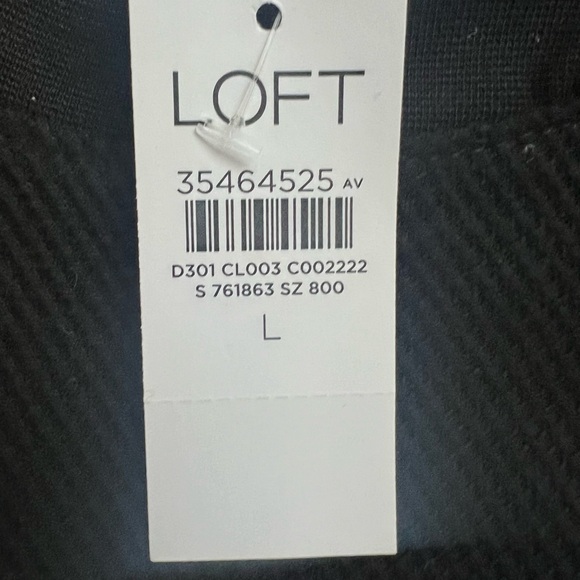 LOFT
35464525 AV
D301 CL003 C002222
S 761863 SZ 800
L